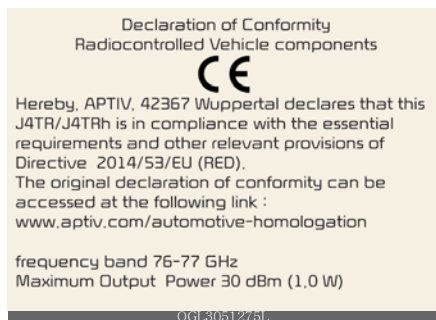 Declaration of Conformity
Radiocontrolled Vehicle components
CE
Hereby, APTIV, 42367 Wuppertal declares that this
J4TR/J4TRh is in compliance with the essential
requirements and other relevant provisions of
Directive 2014/53/EU (RED).
The original declaration of conformity can be
accessed at the following link :
www.aptiv.com/automotive-homologation
frequency band 76-77 GHz
Maximum Output Power 30 dBm (1,0 W)
OGL3051275L